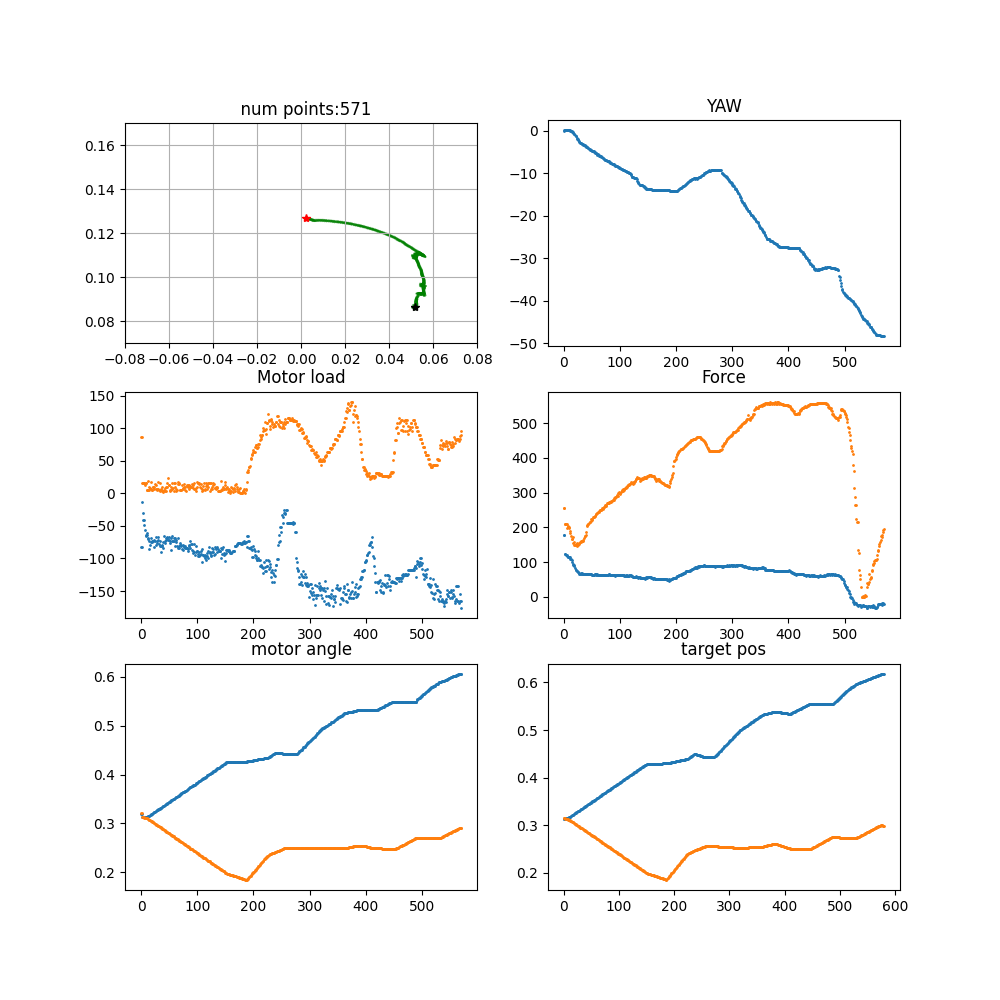 num points:571
0.16
0.14
0.12
0.10
0.08
−0.08 −0.06 −0.04 −0.02 0.00 0.02 0.04 0.06 0.08
YAW
0
−10
−20
−30
−40
−50
0 100 200 300 400 500
Motor load
150
100
50
0
−50
−100
−150
0 100 200 300 400 500
Force
500
400
300
200
100
0
0 100 200 300 400 500
motor angle
0.6
0.5
0.4
0.3
0.2
0 100 200 300 400 500
target pos
0.6
0.5
0.4
0.3
0.2
0 100 200 300 400 500 600